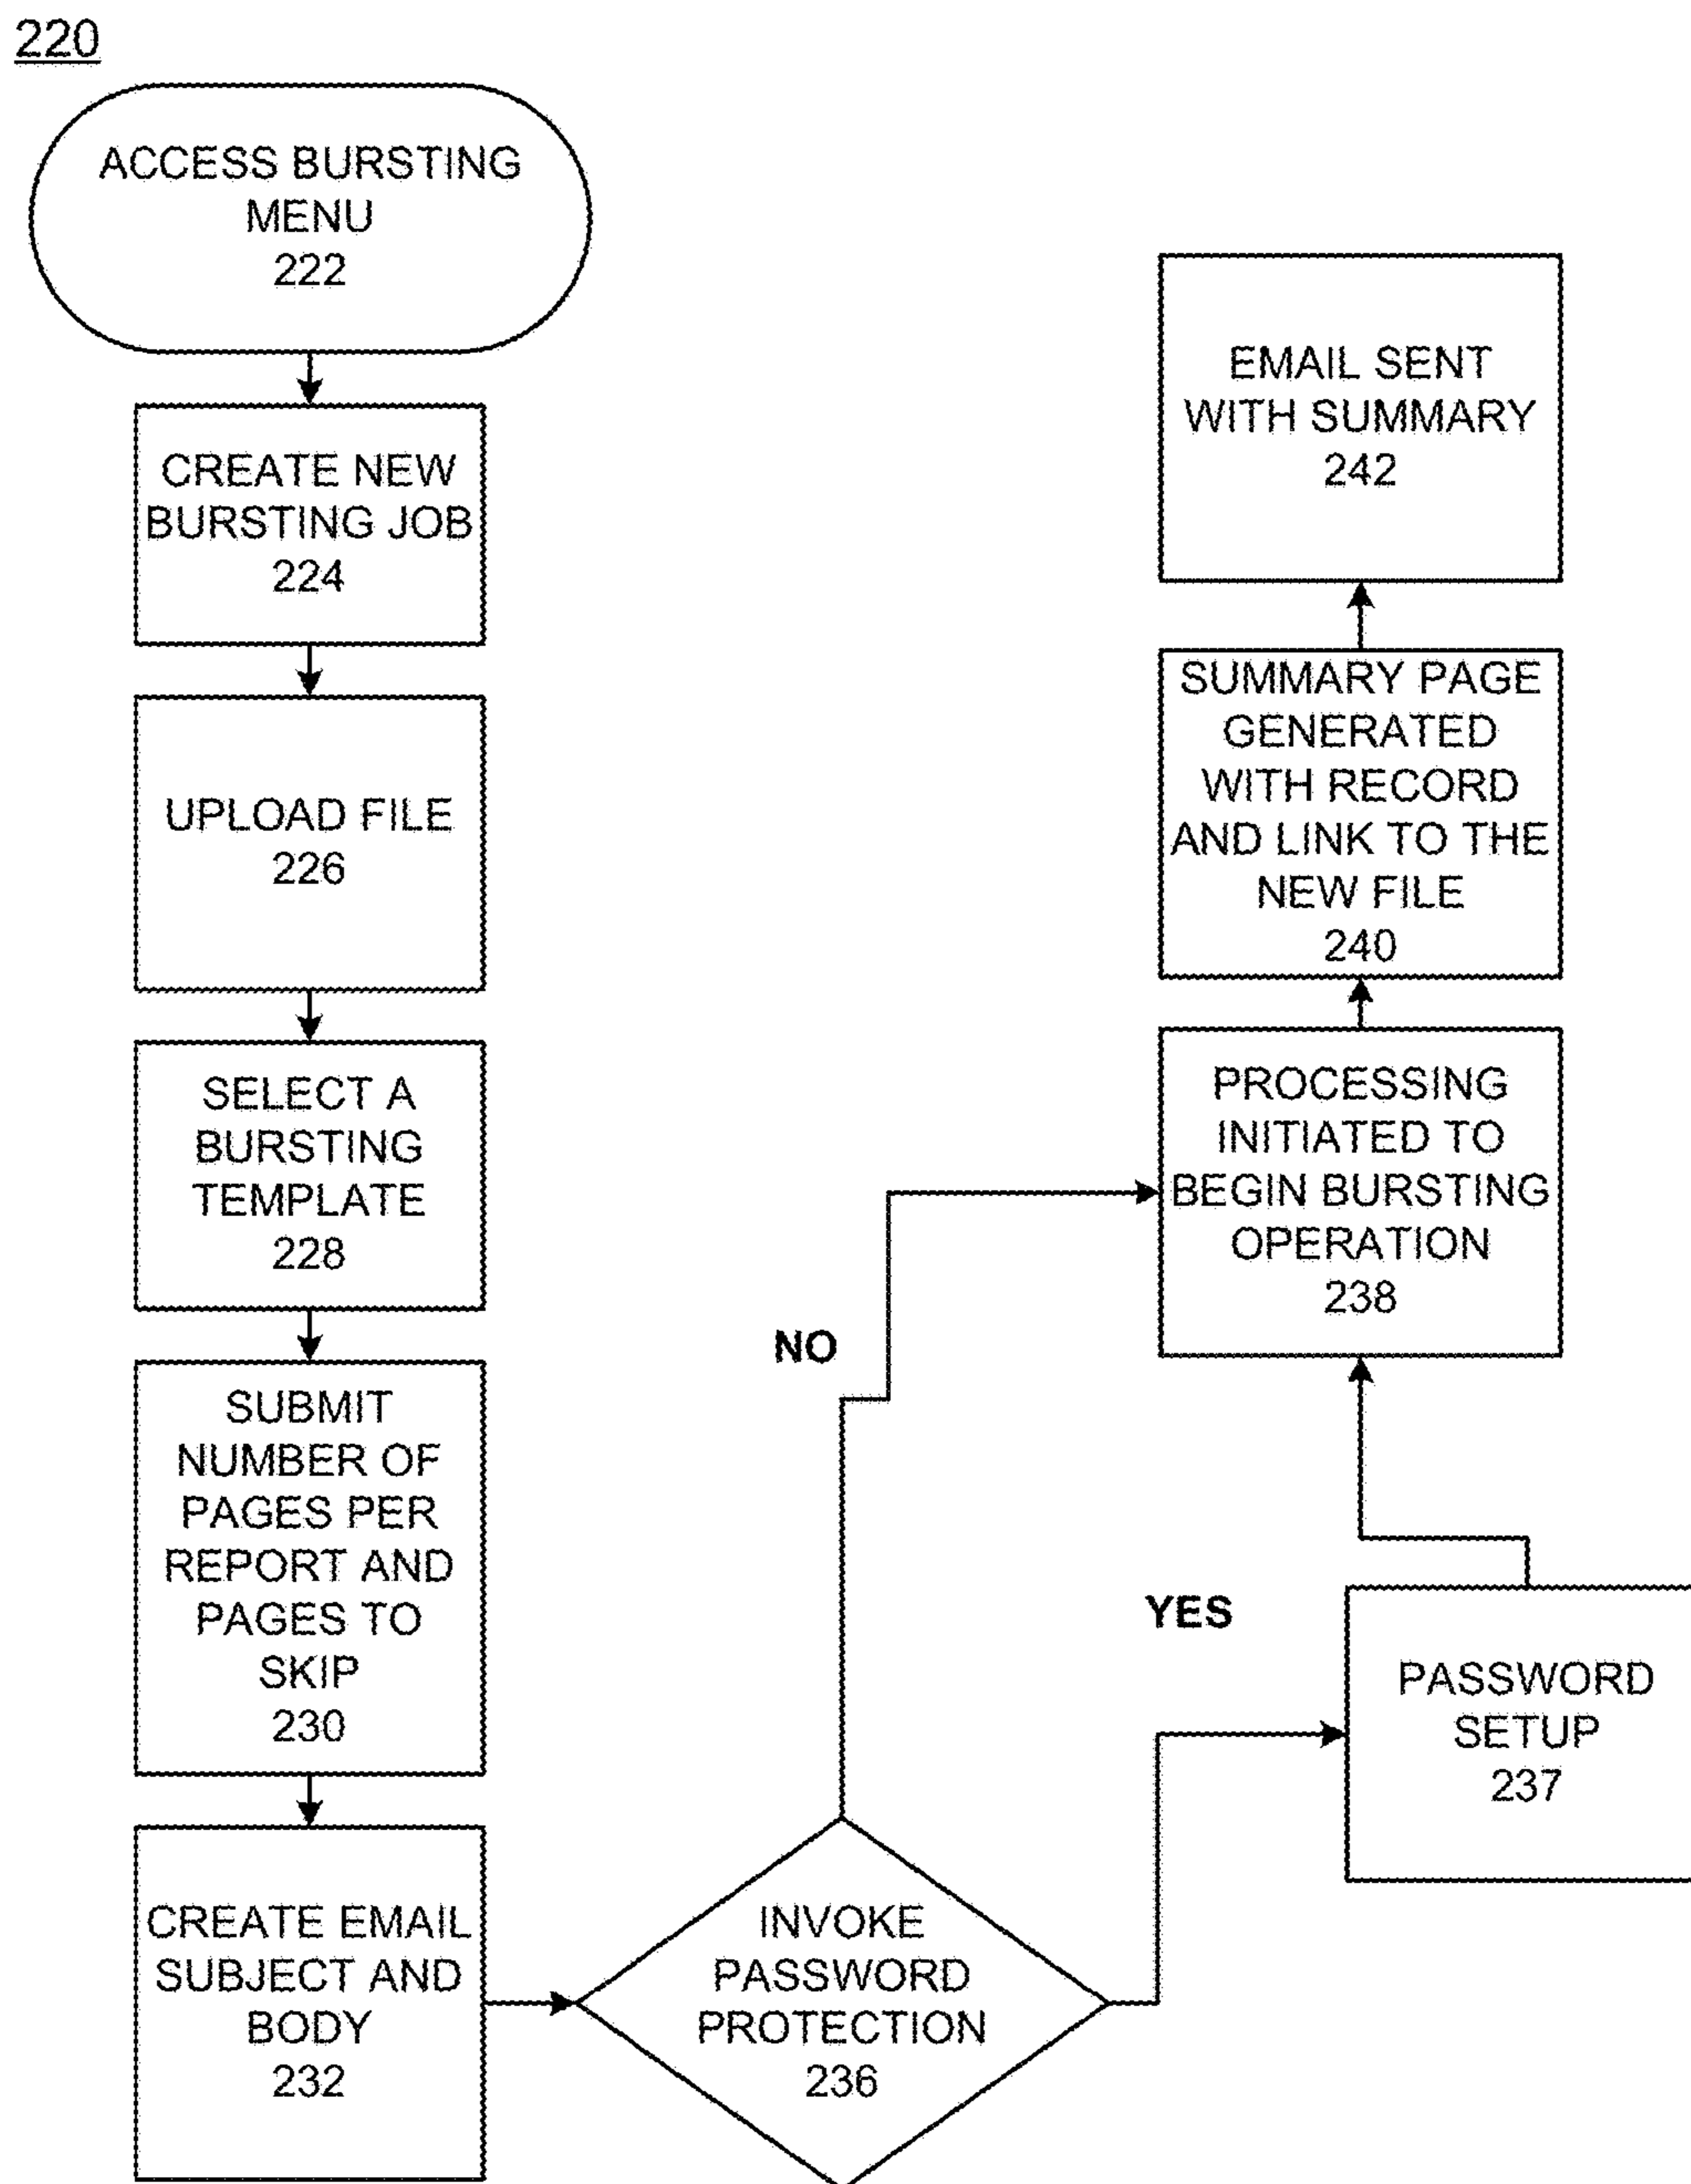 220
ACCESS BURSTING
MENU
222
CREATE NEW
BURSTING JOB
224
UPLOAD FILE
226
SELECT A
BURSTING
TEMPLATE
228
SUBMIT
NUMBER OF
PAGES PER
REPORT AND
PAGES TO
SKIP
230
CREATE EMAIL
SUBJECT AND
BODY
232
INVOKE
PASSWORD
PROTECTION
236
NO
YES
PASSWORD
SETUP
237
PROCESSING
INITIATED TO
BEGIN BURSTING
OPERATION
238
SUMMARY PAGE
GENERATED
WITH RECORD
AND LINK TO THE
NEW FILE
240
EMAIL SENT
WITH SUMMARY
242